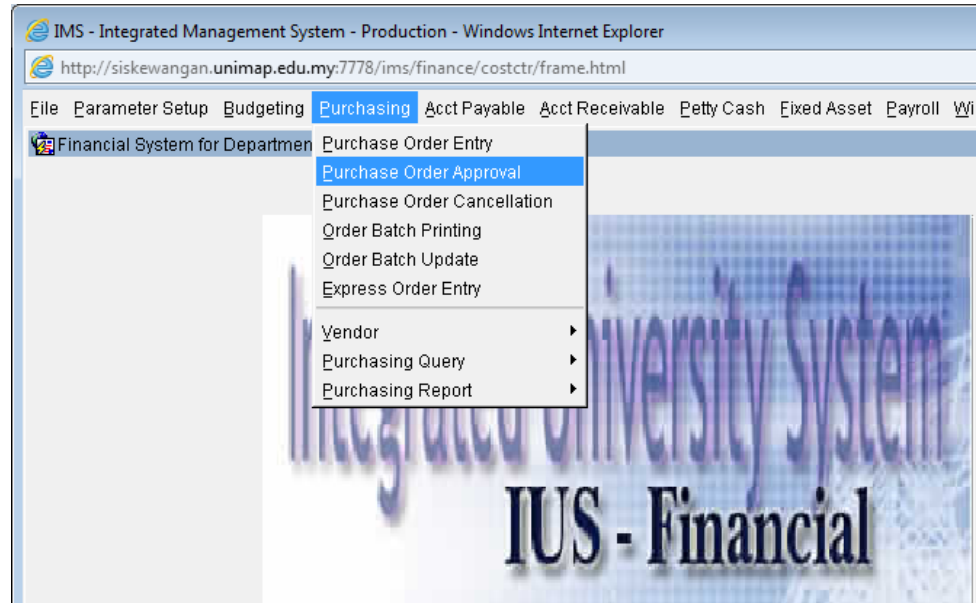 IMS - Integrated Management System - Production - Windows Internet Explorer
http://siskewangan.unimap.edu.my:7778/ims/finance/costctr/frame.html
File Parameter Setup Budgeting Purchasing Acct Payable Acct Receivable Petty Cash Fixed Asset Payroll Wi
Financial System for Departmen
Purchase Order Entry
Purchase Order Approval
Purchase Order Cancellation
Order Batch Printing
Order Batch Update
Express Order Entry
Vendor
Purchasing Query
Purchasing Report
Integrated University System
IUS - Financial